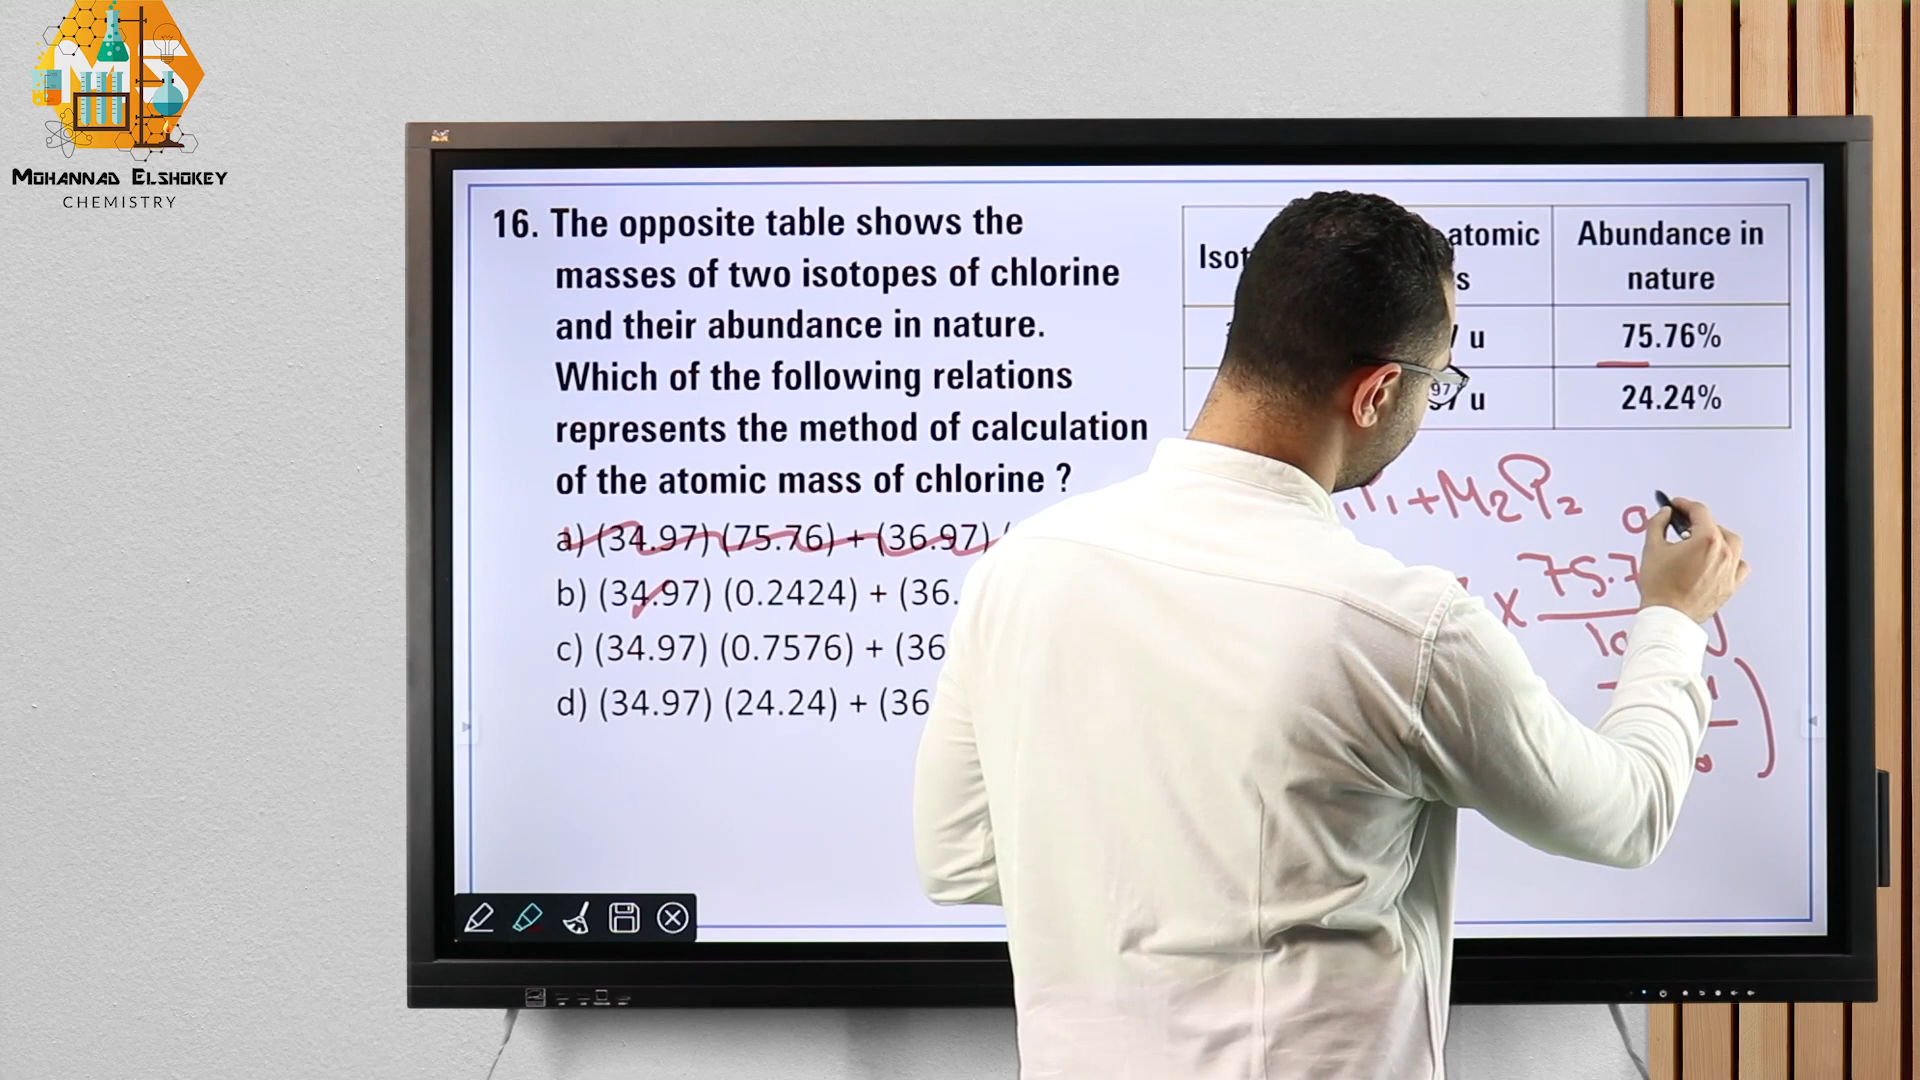 MOHANNAD ELSHOKEY
CHEMISTRY
16. The opposite table shows the
masses of two isotopes of chlorine
and their abundance in nature.
Which of the following relations
represents the method of calculation
of the atomic mass of chlorine ?
a) (34.97) (75.76) + (36.97)
b) (34.97) (0.2424) + (36.
c) (34.97) (0.7576) + (36
d) (34.97) (24.24) + (36
atomic
Abundance in
nature
u
75.76%
u
24.24%
+ M2P2
x 75.7